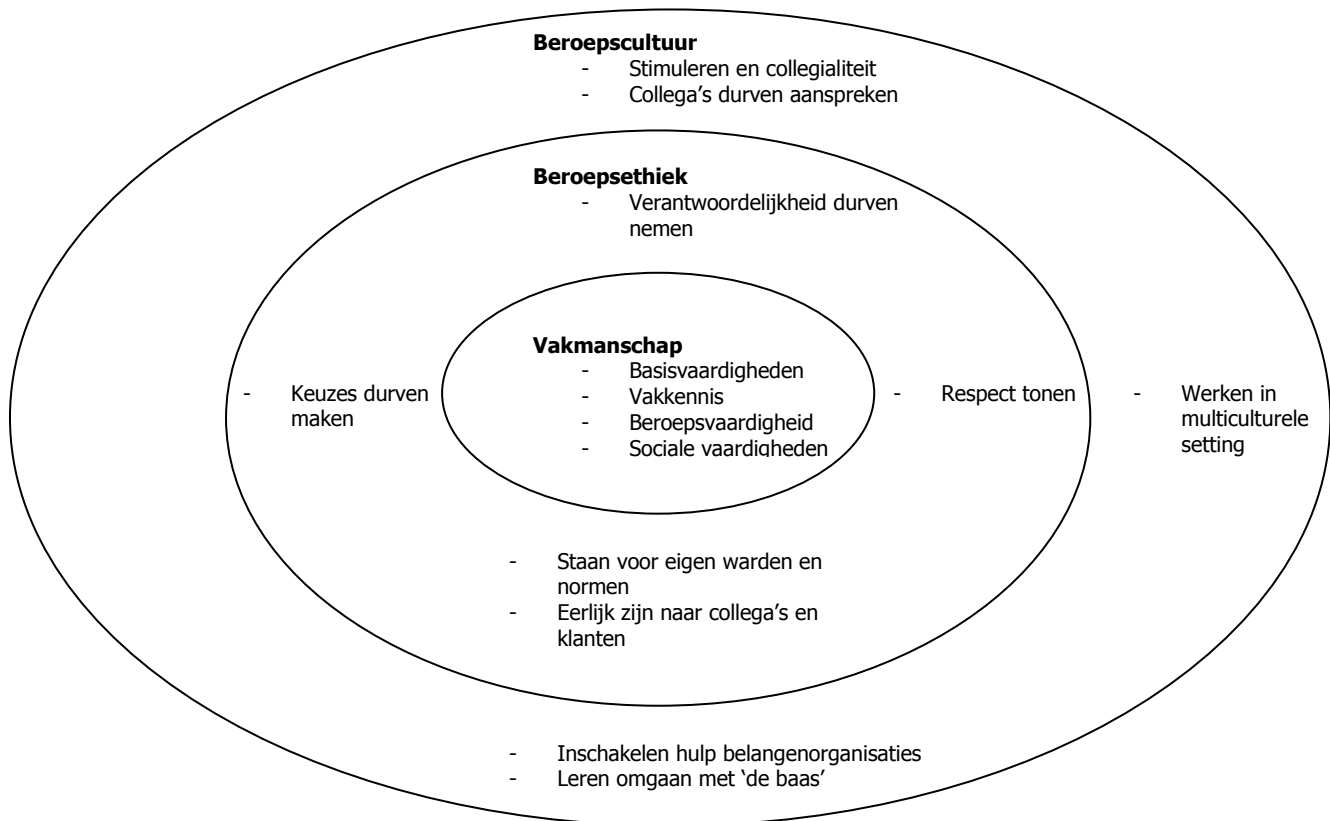 Beroepscultuur
- Stimuleren en collegialiteit
- Collega's durven aanspreken
Beroepsethiek
- Verantwoordelijkheid durven
nemen
Vakmanschap
- Basisvaardigheden
- Vakkennis
- Beroepsvaardigheid
- Sociale vaardigheden
- Keuzes durven
maken
- Respect tonen
- Werken in
multiculturele
setting
- Staan voor eigen warden en
normen
- Eerlijk zijn naar collega's en
klanten
- Inschakelen hulp belangenorganisaties
- Leren omgaan met 'de baas'